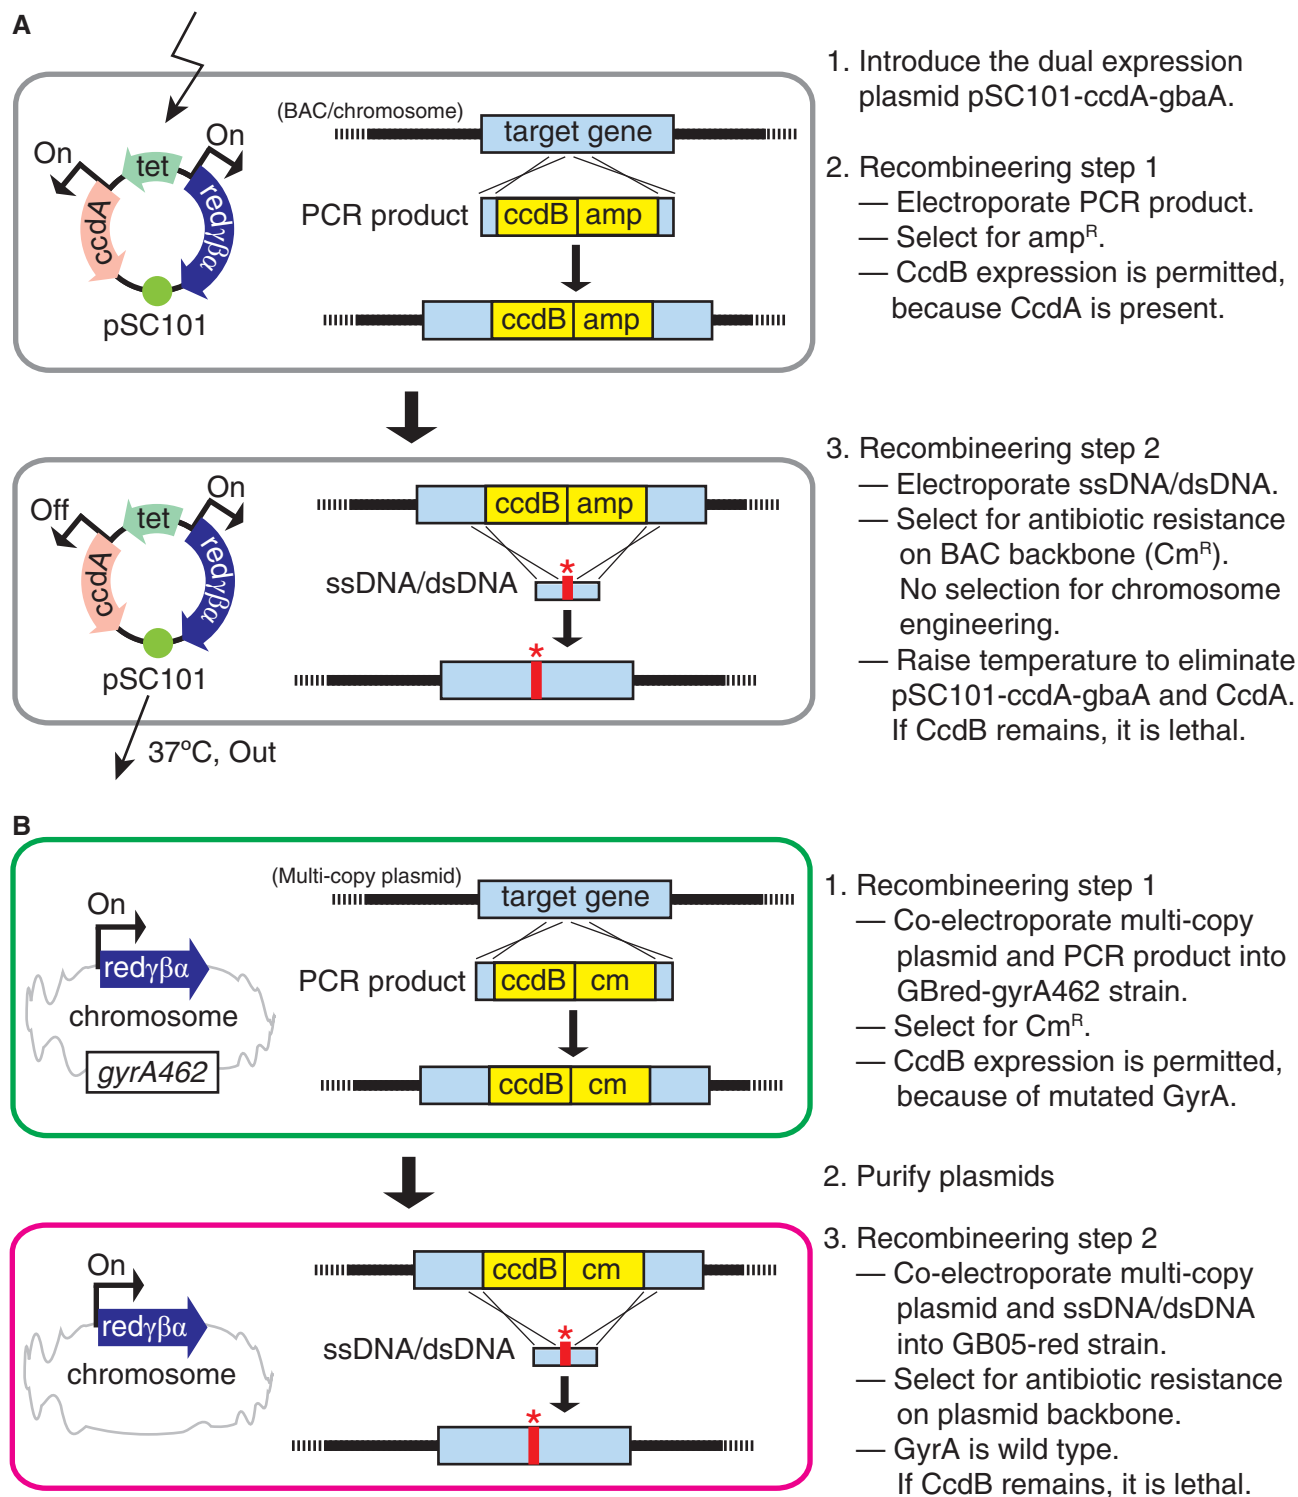 A
1. Introduce the dual expression
plasmid pSC101-ccdA-gbaA.
(BAC/chromosome)
target gene
On
tet
On
ccdA
redγβα
pSC101
PCR product
ccdB amp
ccdB amp
2. Recombineering step 1
— Electroporate PCR product.
— Select for ampᴿ.
— CcdB expression is permitted,
because CcdA is present.
Off
tet
On
ccdA
redγβα
pSC101
37ºC, Out
ccdB amp
ssDNA/dsDNA
*
*
3. Recombineering step 2
— Electroporate ssDNA/dsDNA.
— Select for antibiotic resistance
on BAC backbone (Cmᴿ).
No selection for chromosome
engineering.
— Raise temperature to eliminate
pSC101-ccdA-gbaA and CcdA.
If CcdB remains, it is lethal.
B
(Multi-copy plasmid)
target gene
On
redγβα
chromosome
gyrA462
PCR product
ccdB cm
ccdB cm
1. Recombineering step 1
— Co-electroporate multi-copy
plasmid and PCR product into
GBred-gyrA462 strain.
— Select for Cmᴿ.
— CcdB expression is permitted,
because of mutated GyrA.
2. Purify plasmids
On
redγβα
chromosome
ccdB cm
ssDNA/dsDNA
*
*
3. Recombineering step 2
— Co-electroporate multi-copy
plasmid and ssDNA/dsDNA
into GB05-red strain.
— Select for antibiotic resistance
on plasmid backbone.
— GyrA is wild type.
If CcdB remains, it is lethal.